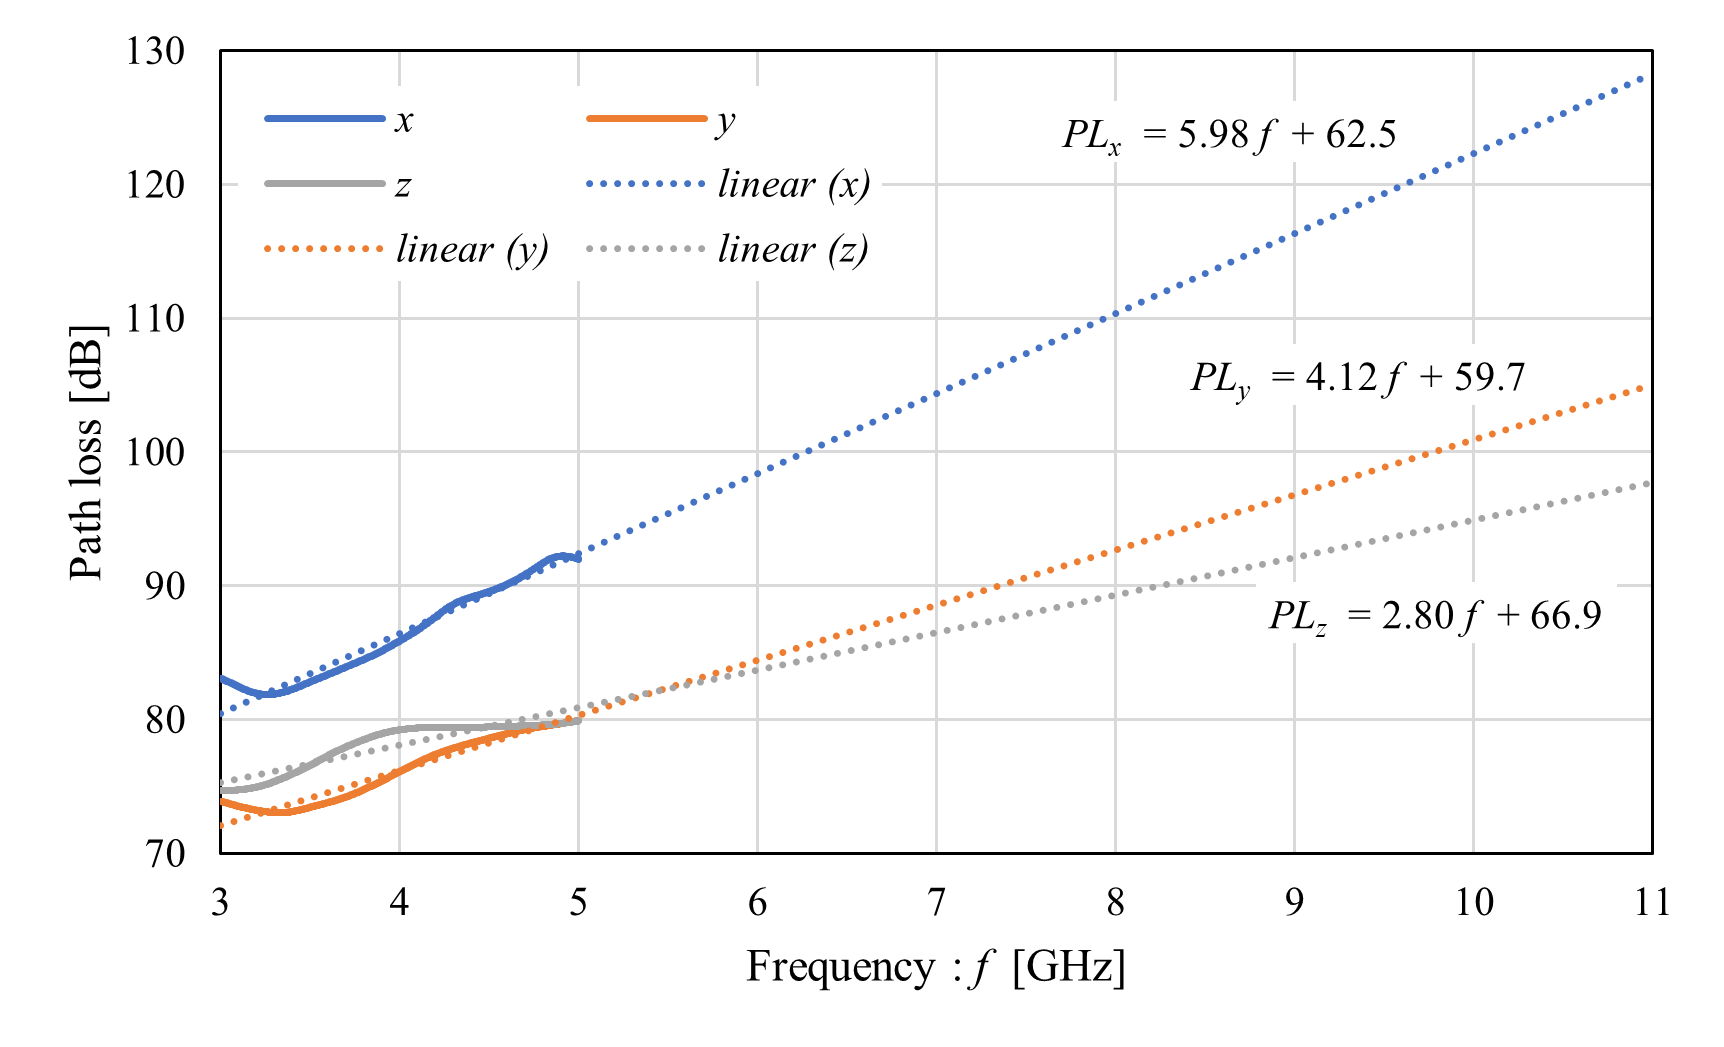 130
120
110
100
90
80
70
Path loss [dB]
x
y
z
linear (x)
linear (y)
linear (z)
PLx = 5.98 f + 62.5
PLy = 4.12 f + 59.7
PLz = 2.80 f + 66.9
3 4 5 6 7 8 9 10 11
Frequency : f [GHz]